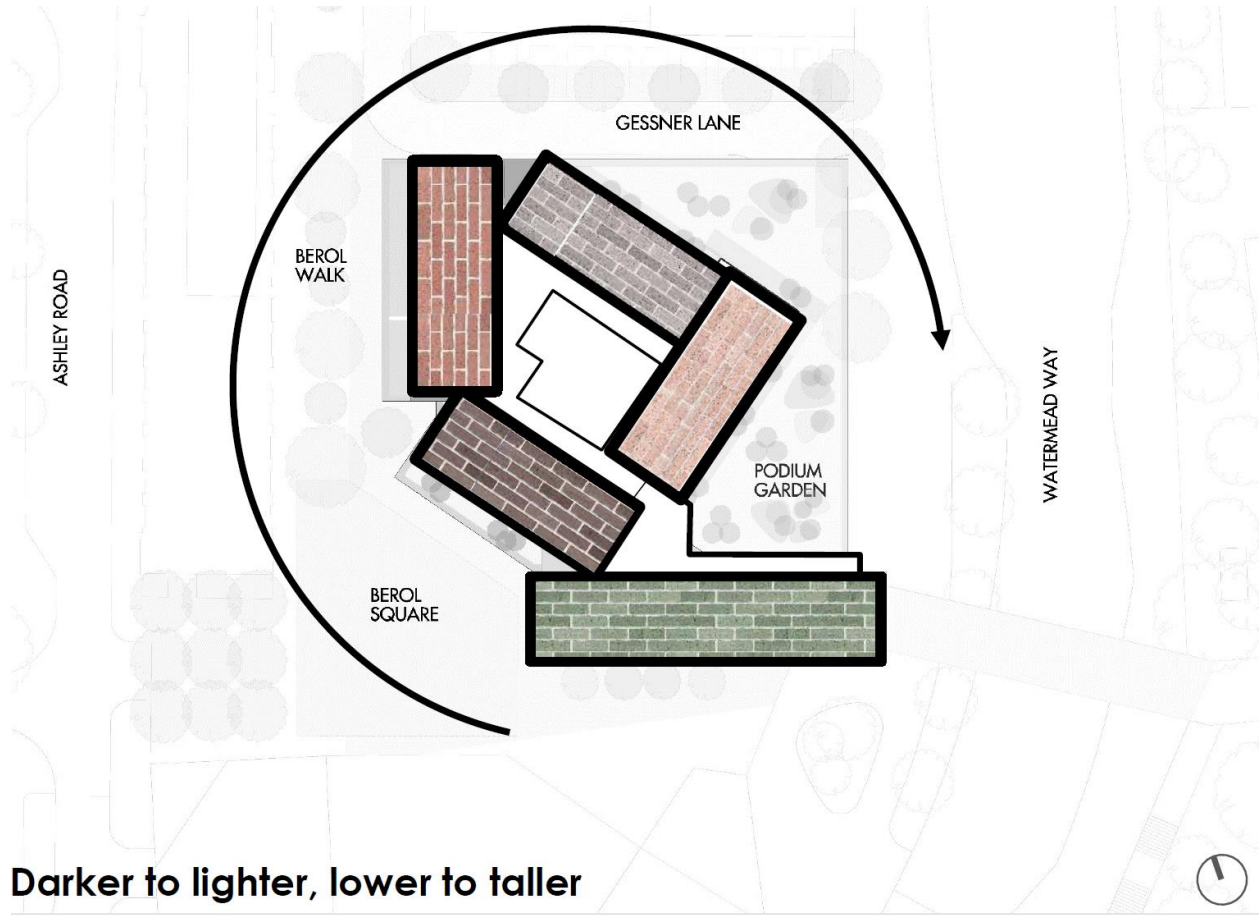 GESSNER LANE
BEROL
WALK
ASHLEY ROAD
WATERMEAD WAY
PODIUM
GARDEN
BEROL
SQUARE
Darker to lighter, lower to taller